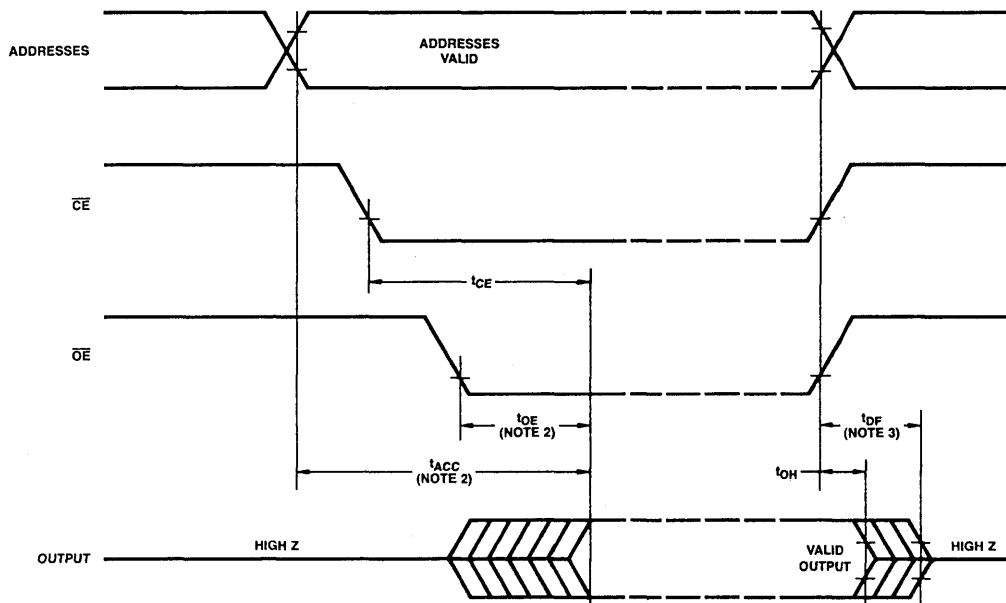 ADDRESSES
ADDRESSES
VALID
CE
tCE
OE
tOE
(NOTE 2)
tDF
(NOTE 3)
tACC
(NOTE 2)
tOH
OUTPUT
HIGH Z
VALID
OUTPUT
HIGH Z